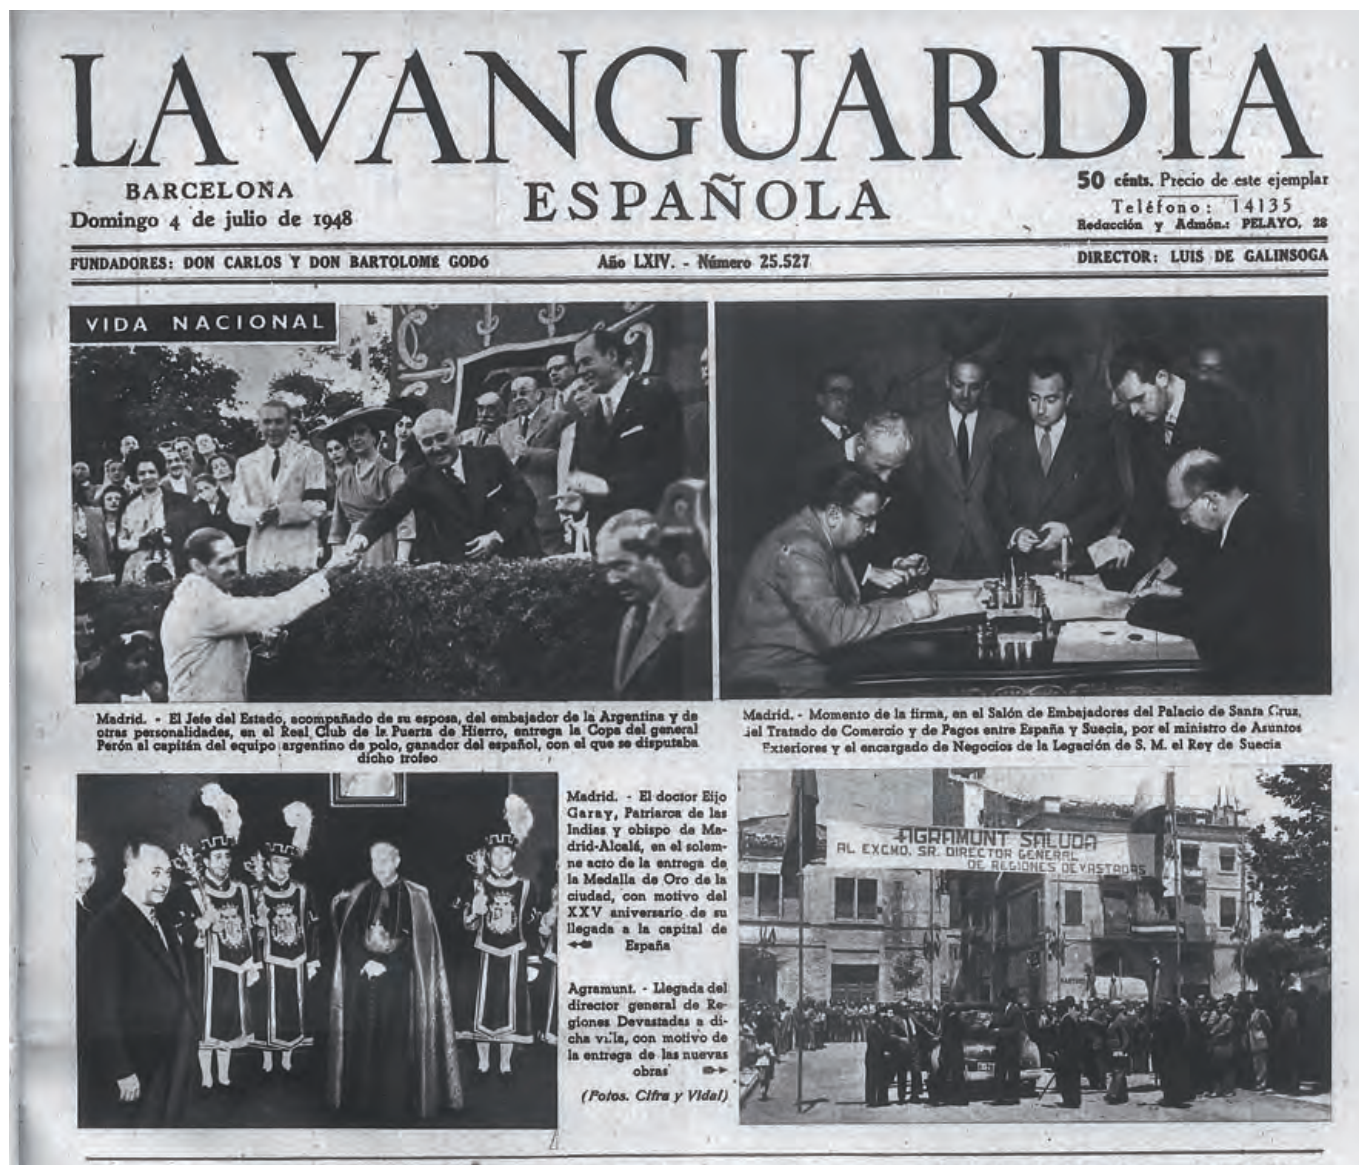 LA VANGUARDIA
ESPAÑOLA
BARCELONA
Domingo 4 de julio de 1948
50 cénts. Precio de este ejemplar
Teléfono: 14135
Redacción y Admón.: PELAYO, 28
FUNDADORES: DON CARLOS Y DON BARTOLOME GODÓ
Año LXIV. - Número 25.527
DIRECTOR: LUIS DE GALINSOGA
VIDA NACIONAL
Madrid. - El Jefe del Estado, acompañado de su esposa, del embajador de la Argentina y de
otras personalidades, en el Real Club de la Puerta de Hierro, entrega la Copa del general
Perón al capitán del equipo argentino de polo, ganador del español, con el que se disputaba
dicho trofeo
Madrid. - Momento de la firma, en el Salón de Embajadores del Palacio de Santa Cruz,
del Tratado de Comercio y de Pagos entre España y Suecia, por el ministro de Asuntos
Exteriores y el encargado de Negocios de la Legación de S. M. el Rey de Suecia
Madrid. - El doctor Eijo
Garay, Patriarca de las
Indias y obispo de Ma-
drid-Alcalá, en el solem-
ne acto de la entrega de
la Medalla de Oro de la
ciudad, con motivo del
XXV aniversario de su
llegada a la capital de
España
Agramunt. - Llegada del
director general de Re-
giones Devastadas a di-
cha villa, con motivo de
la entrega de las nuevas
obras
(Fotos. Cifra y Vidal)
AGRAMUNT SALUDA
AL EXCMO. SR. DIRECTOR GENERAL
DE REGIONES DEVASTADAS